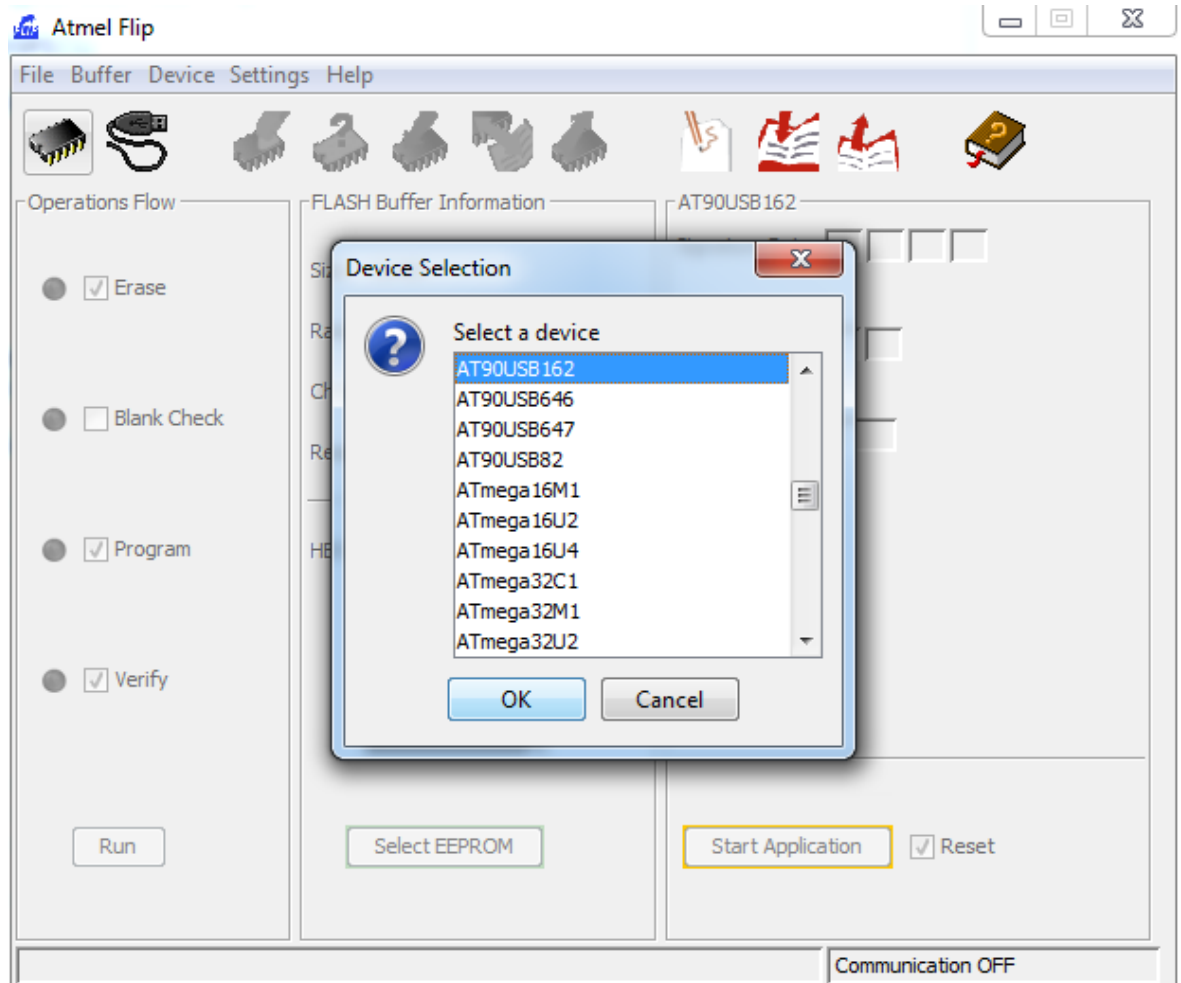 Atmel Flip
File Buffer Device Settings Help
Operations Flow
FLASH Buffer Information
AT90USB162
Erase
Blank Check
Program
Verify
Run
Device Selection
Select a device
AT90USB162
AT90USB646
AT90USB647
AT90USB82
ATmega16M1
ATmega16U2
ATmega16U4
ATmega32C1
ATmega32M1
ATmega32U2
OK Cancel
Select EEPROM
Start Application Reset
Communication OFF